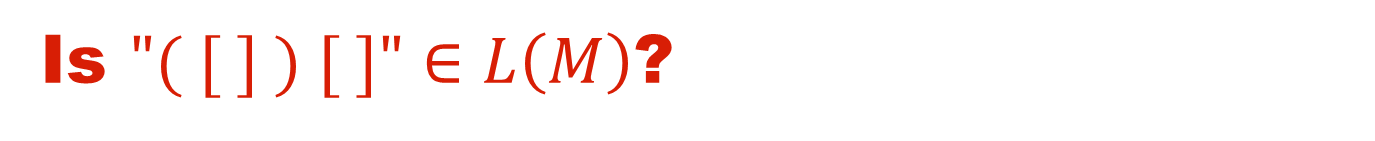 Is "( [ ] ) [ ]" ∈ L(M)?